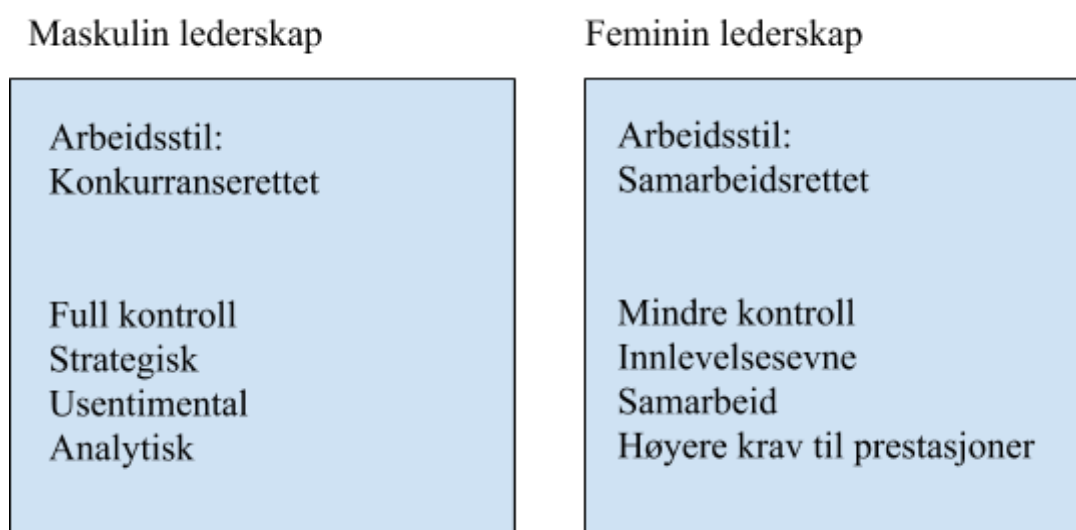 Maskulin lederskap
Arbeidsstil:
Konkurranserettet
Full kontroll
Strategisk
Usentimental
Analytisk
Feminin lederskap
Arbeidsstil:
Samarbeidsrettet
Mindre kontroll
Innlevelsesevne
Samarbeid
Høyere krav til prestasjoner